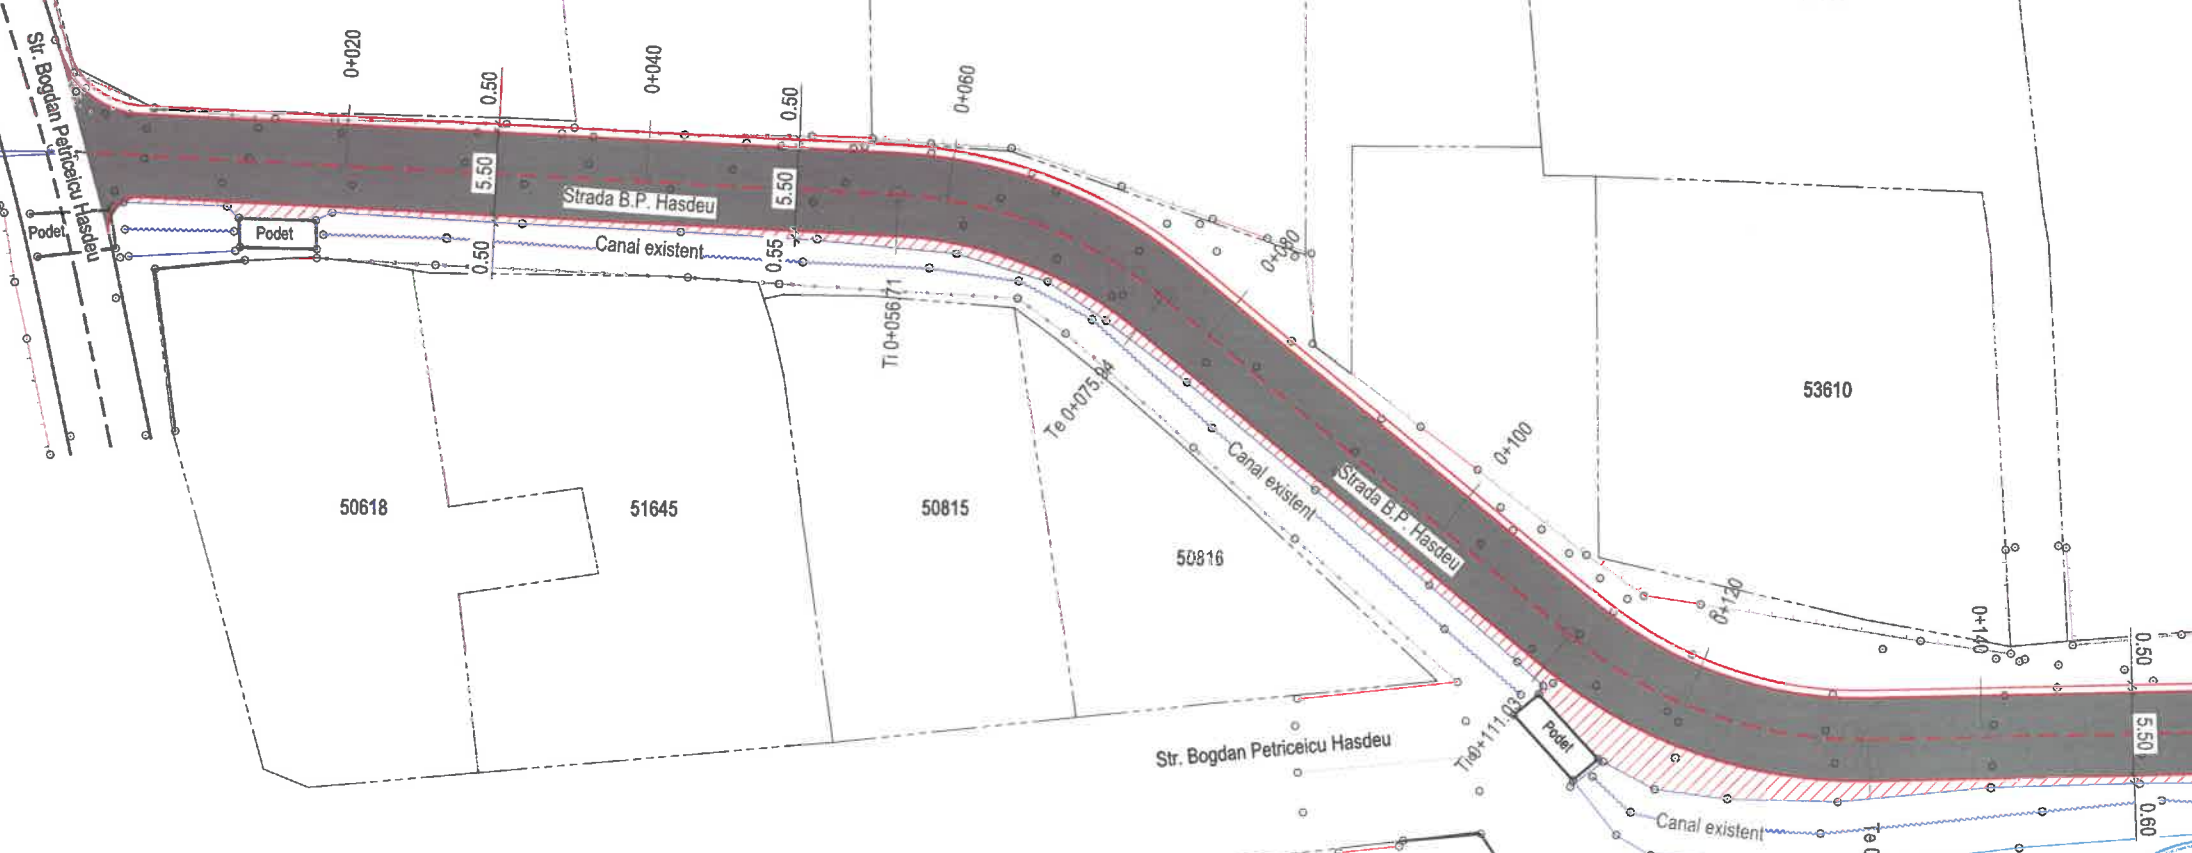 Str. Bogdan Petriceicu Hasdeu
0+020
0.50
0+040
0.50
0+060
5.50
5.50
Strada B.P. Hasdeu
Podet
Podet
Canal existent
0.50
0.55
0+080
Ti 0+056.71
Te 0+075.94
53610
0+100
Canal existent
Strada B.P. Hasdeu
50618
51645
50815
50816
0+120
0+140
0.50
5.50
0.60
Str. Bogdan Petriceicu Hasdeu
0+111.03
Podet
Canal existent